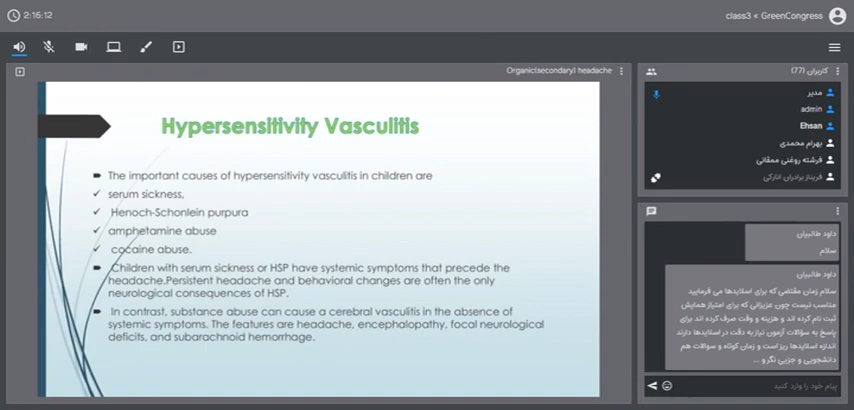 2:16:12
class3 < GreenCongress
Organic(secondary) headache
Hypersensitivity Vasculitis
The important causes of hypersensitivity vasculitis in children are
serum sickness,
Henoch-Schonlein purpura
amphetamine abuse
cocaine abuse.
Children with serum sickness or HSP have systemic symptoms that precede the
headache.Persistent headache and behavioral changes are often the only
neurological consequences of HSP.
In contrast, substance abuse can cause a cerebral vasculitis in the absence of
systemic symptoms. The features are headache, encephalopathy, focal neurological
deficits, and subarachnoid hemorrhage.
کاربران (77)
مدیر
admin
Ehsan
بهرام محمدی
فرشته روغنی ممقانی
فریناز برادران انارکی
داود طالبیان
سلام
داود طالبیان
سلام زمان مقتضی که برای اسلایدها می فرمایید
مناسب نیست چون عزیزانی که برای امتیاز همایش
ثبت نام کرده اند و هزینه و وقت صرف کرده اند برای
پاسخ به سؤالات آزمون نیاز به دقت در اسلایدها دارند
اندازه اسلایدها ریز است و زمان کوتاه و سوالات هم
دانشجویی و جزیی نگر و ...
پیام خود را وارد کنید